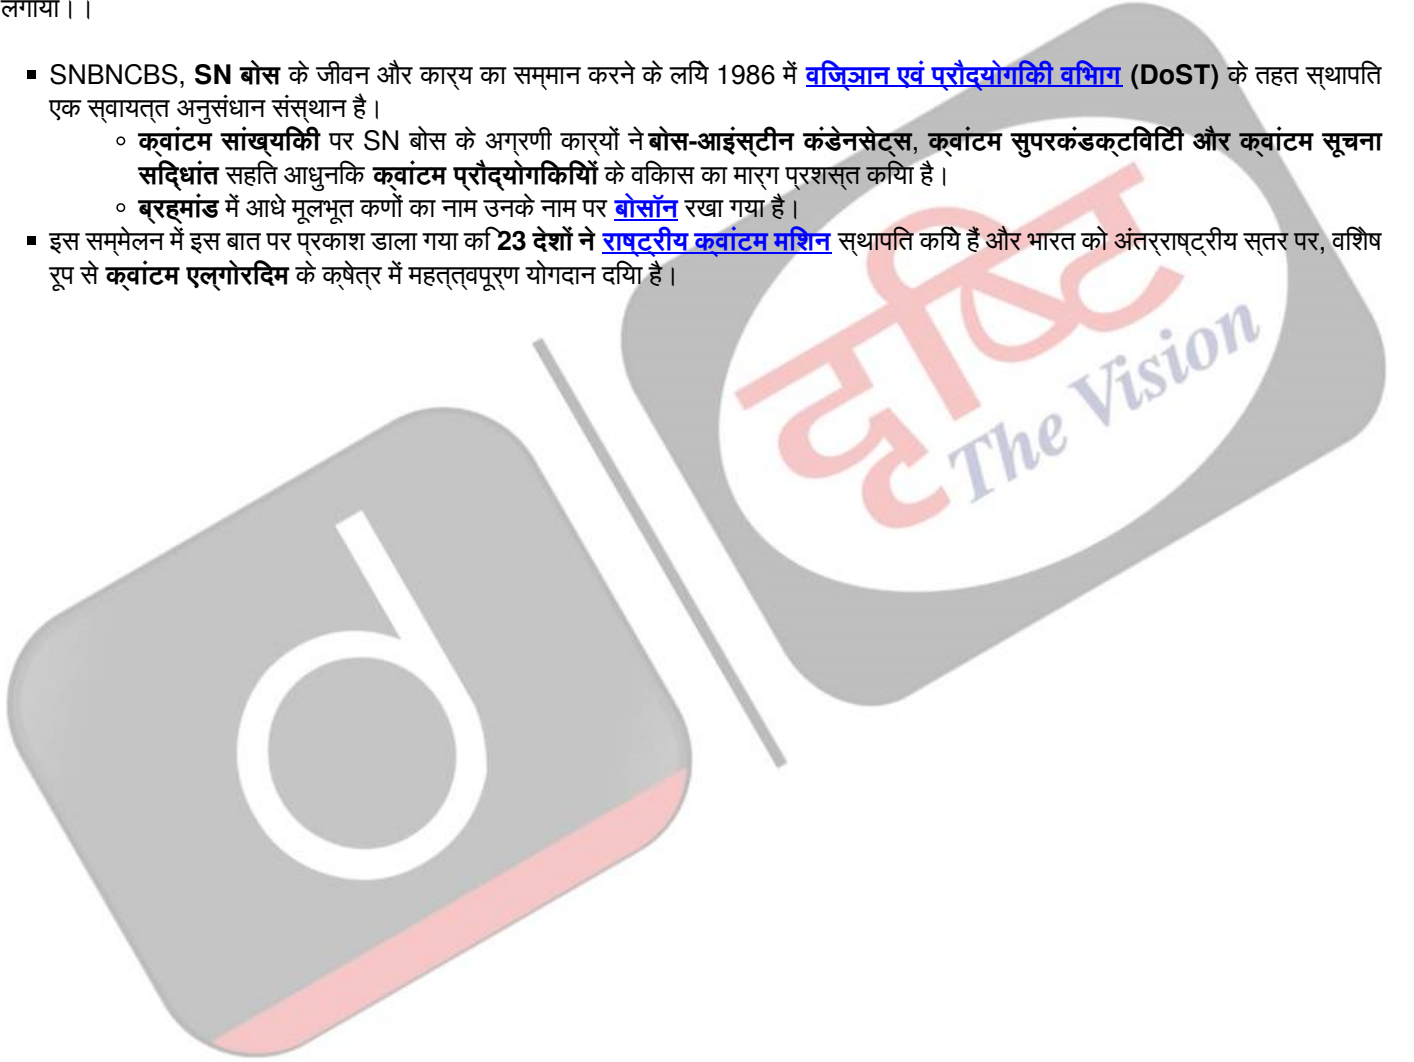 लगाया।।
▪ SNBNCBS, SN बोस के जीवन और कार्य का सम्मान करने के लिये 1986 में विज्ञान एवं प्रौद्योगिकी विभाग (DoST) के तहत स्थापित
एक स्वायत्त अनुसंधान संस्थान है।
○ क्वांटम सांख्यिकी पर SN बोस के अग्रणी कार्यों ने बोस-आइंस्टीन कंडेनसेट्स, क्वांटम सुपरकंडक्टिविटी और क्वांटम सूचना
सिद्धांत सहित आधुनिक क्वांटम प्रौद्योगिकियों के विकास का मार्ग प्रशस्त किया है।
○ ब्रह्मांड में आधे मूलभूत कणों का नाम उनके नाम पर बोसॉन रखा गया है।
▪ इस सम्मेलन में इस बात पर प्रकाश डाला गया कि 23 देशों ने राष्ट्रीय क्वांटम मिशन स्थापित किये हैं और भारत को अंतर्राष्ट्रीय स्तर पर, विशेष
रूप से क्वांटम एल्गोरिदम के क्षेत्र में महत्त्वपूर्ण योगदान दिया है।
दृष्टि
The Vision
d